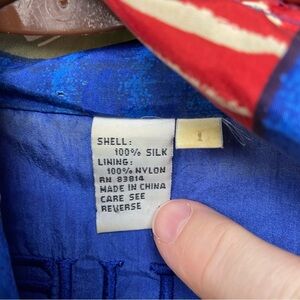 SHELL:
100% SILK
LINING:
100% NYLON
RN 83814
MADE IN CHINA
CARE SEE
REVERSE
1